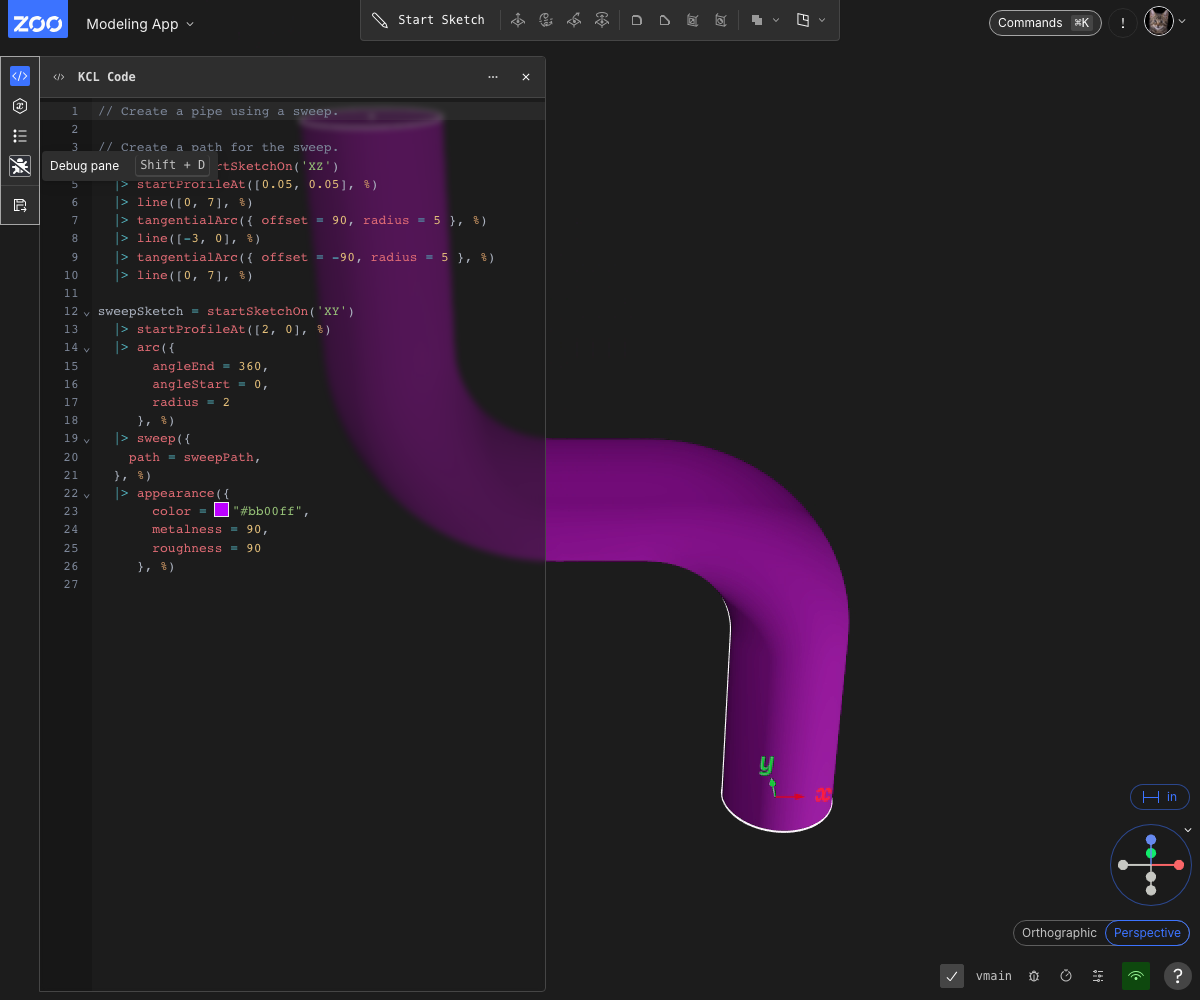 ZOO Modeling App Start Sketch Commands ⌘K !
KCL Code
1 // Create a pipe using a sweep.
2
3 // Create a path for the sweep.
Debug pane Shift + D rtSketchOn('XZ')
5 |> startProfileAt([0.05, 0.05], %)
6 |> line([0, 7], %)
7 |> tangentialArc({ offset = 90, radius = 5 }, %)
8 |> line([-3, 0], %)
9 |> tangentialArc({ offset = -90, radius = 5 }, %)
10 |> line([0, 7], %)
11
12 sweepSketch = startSketchOn('XY')
13 |> startProfileAt([2, 0], %)
14 |> arc({
15 angleEnd = 360,
16 angleStart = 0,
17 radius = 2
18 }, %)
19 |> sweep({
20 path = sweepPath,
21 }, %)
22 |> appearance({
23 color = "#bb00ff",
24 metalness = 90,
25 roughness = 90
26 }, %)
27
y
x
in
Orthographic Perspective
vmain ?